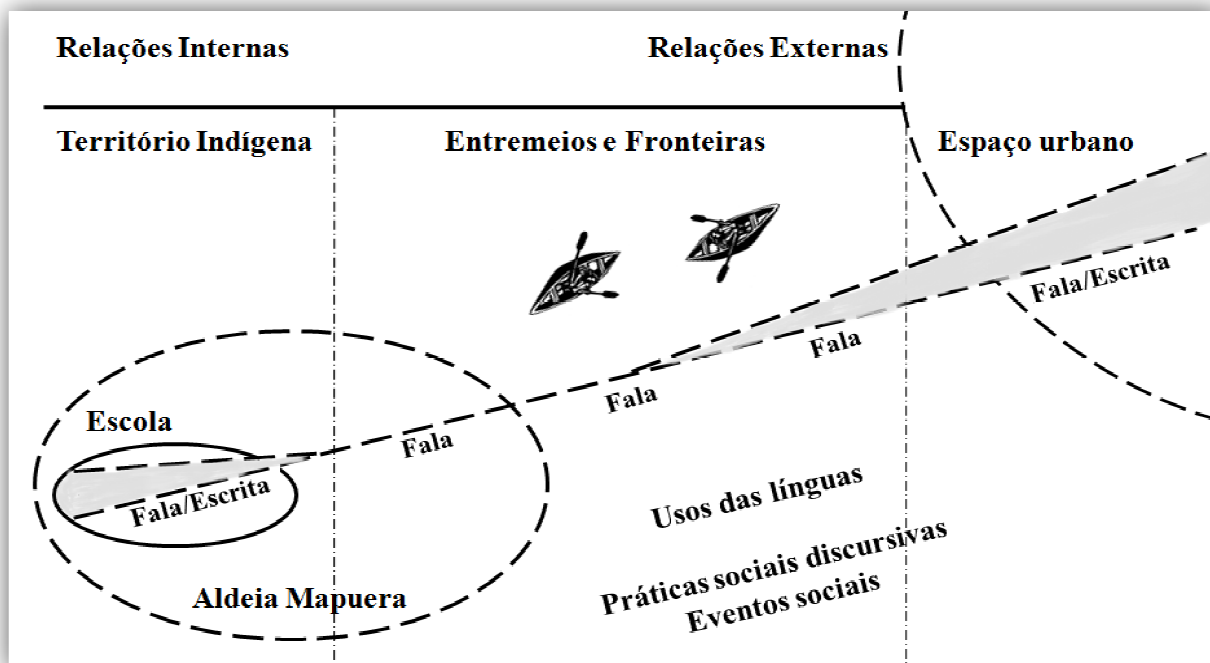 Relações Internas
Relações Externas
Território Indígena
Entremeios e Fronteiras
Espaço urbano
Fala/Escrita
Fala
Fala
Fala
Escola
Fala/Escrita
Usos das línguas
Práticas sociais discursivas
Eventos sociais
Aldeia Mapuera